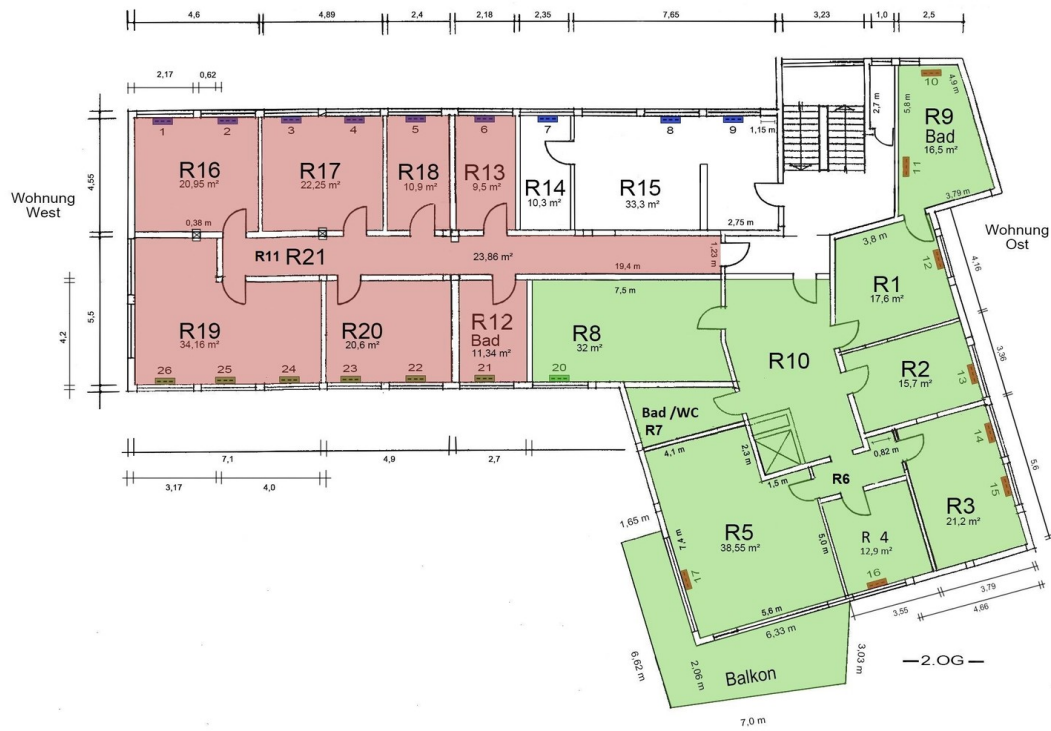 4,6 4,89 2,4 2,18 2,35 7,65 3,23 1,0 2,5
2,17 0,62
10
4,9 m
5,8 m
2,7 m
R9
Bad
16,5 m²
11
3,79 m
1 2 3 4 5 6 7 8 9
1,15 m
4,55
Wohnung
West
R16
20,95 m²
R17
22,25 m²
R18
10,9 m²
R13
9,5 m²
R14
10,3 m²
R15
33,3 m²
0,38 m
2,75 m
Wohnung
Ost
3,8 m
12
4,16
R11 R21
23,86 m²
19,4 m
1,23 m
R1
17,6 m²
5,5
4,2
7,5 m
R19
34,16 m²
R20
20,6 m²
R12
Bad
11,34 m²
R8
32 m²
R10
R2
15,7 m²
13
3,36
26 25 24 23 22 21 20
Bad /WC
R7
4,1 m
2,3 m
1,5 m
0,82 m
14
15
5,6
R6
7,1 4,9 2,7
3,17 4,0
R3
21,2 m²
1,65 m
7,4 m
R5
38,55 m²
5,0 m
R 4
12,9 m²
17
16
5,6 m
6,33 m
3,55
3,79
4,66
6,62 m
2,06 m
3,03 m
Balkon
7,0 m
—2.OG—